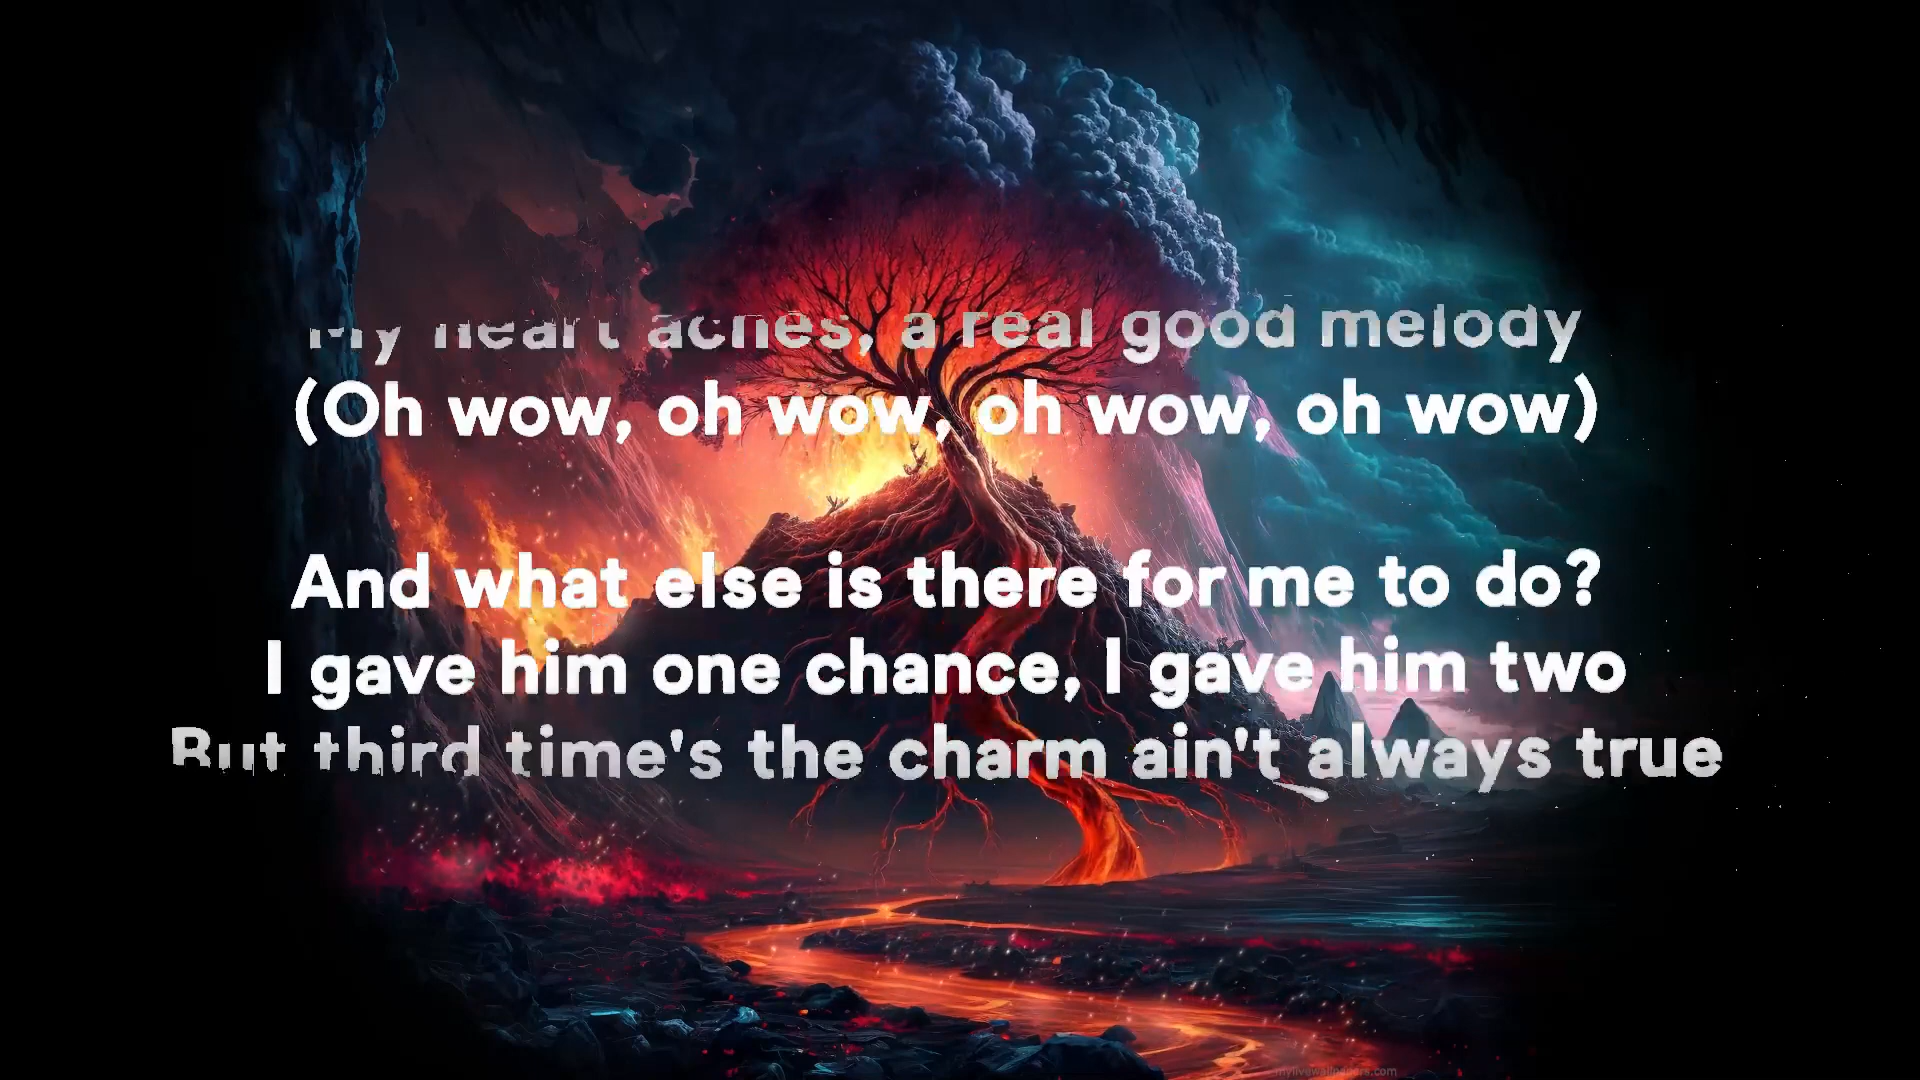 My heart aches, a real good melody
(Oh wow, oh wow, oh wow, oh wow)
And what else is there for me to do?
I gave him one chance, I gave him two
But third time's the charm ain't always true
mylivewallpapers.com